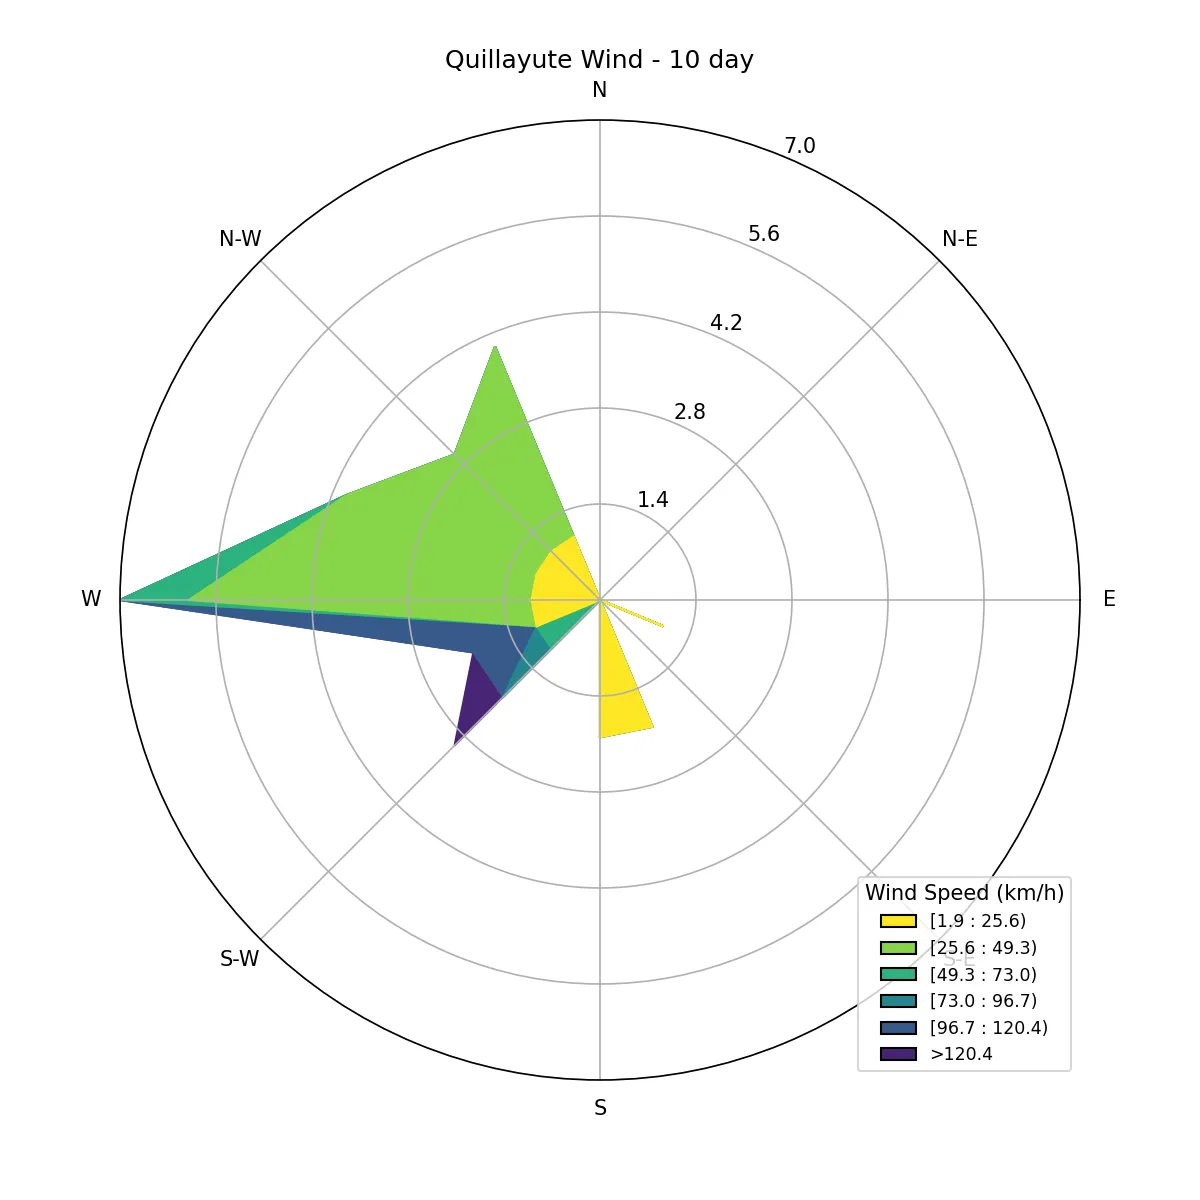 Quillayute Wind - 10 day
N
7.0
N-W
5.6
N-E
4.2
2.8
1.4
W
E
S-W
S-E
S
Wind Speed (km/h)
[1.9 : 25.6)
[25.6 : 49.3)
[49.3 : 73.0)
[73.0 : 96.7)
[96.7 : 120.4)
>120.4